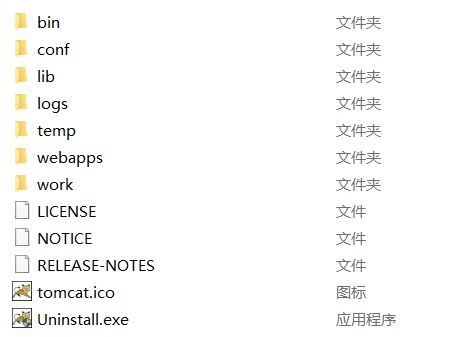 bin 文件夹
conf 文件夹
lib 文件夹
logs 文件夹
temp 文件夹
webapps 文件夹
work 文件夹
LICENSE 文件
NOTICE 文件
RELEASE-NOTES 文件
tomcat.ico 图标
Uninstall.exe 应用程序